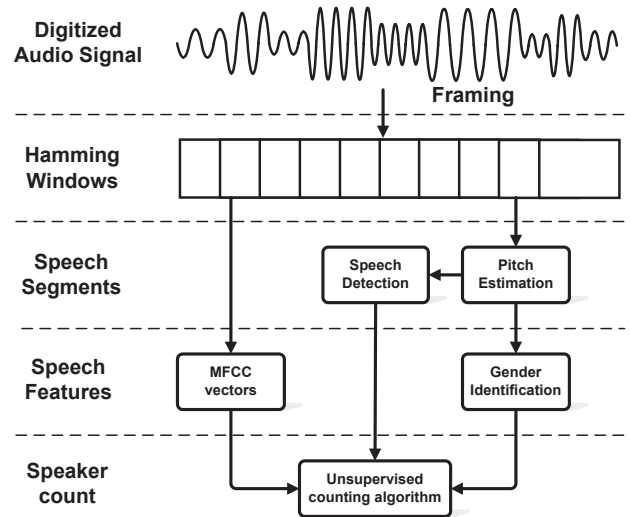 Digitized
Audio Signal
Framing
Hamming
Windows
Speech
Segments
Speech
Detection
Pitch
Estimation
Speech
Features
MFCC
vectors
Gender
Identification
Speaker
count
Unsupervised
counting algorithm